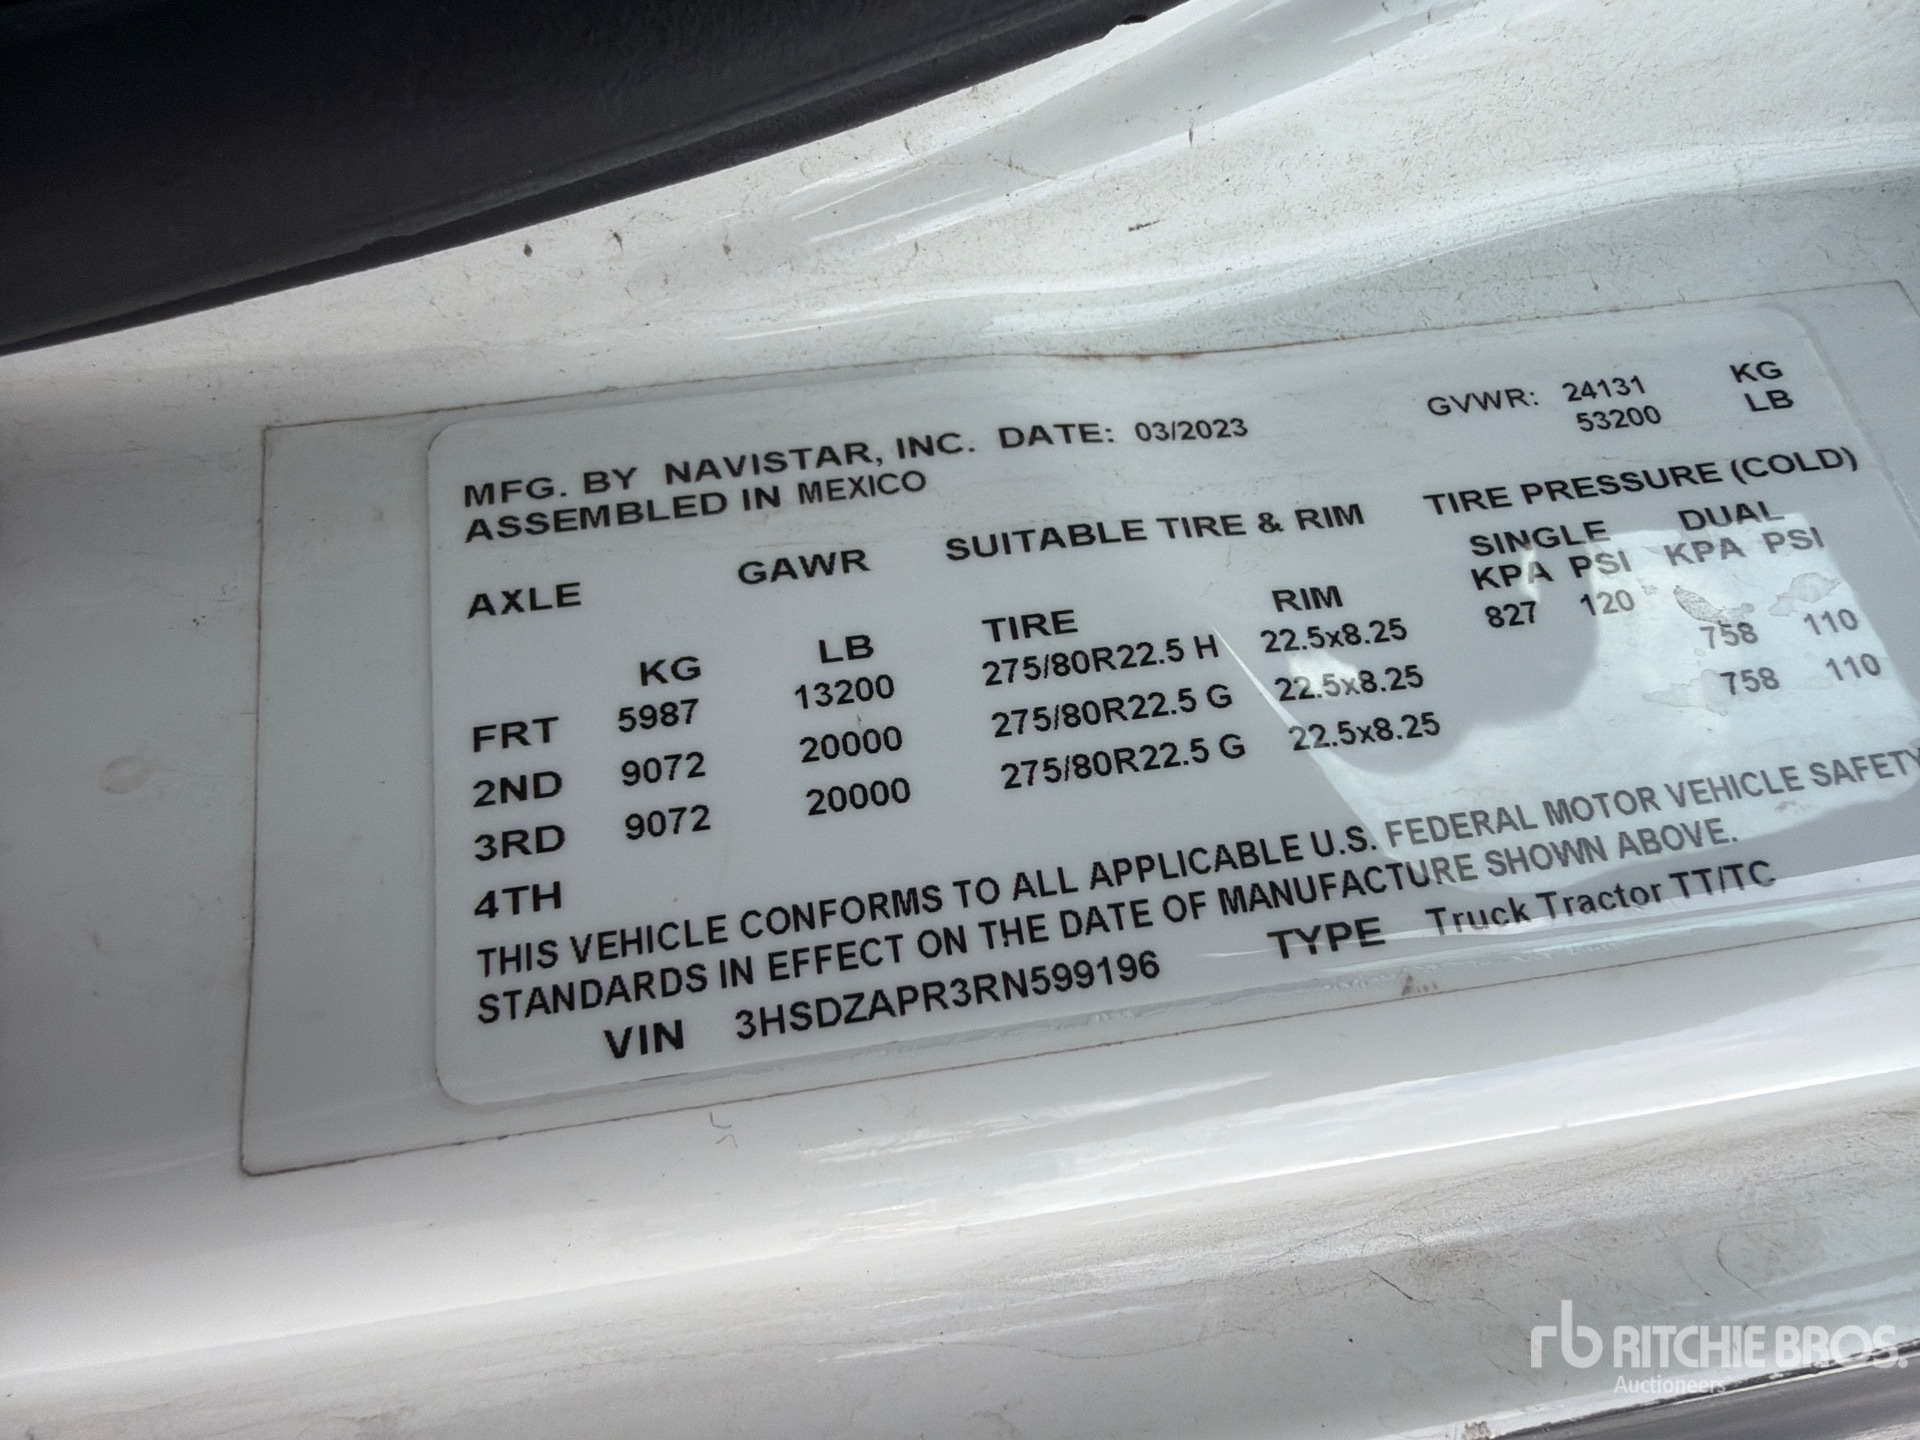 MFG. BY NAVISTAR, INC. DATE: 03/2023 GVWR: 24131 KG
53200 LB
ASSEMBLED IN MEXICO
AXLE GAWR SUITABLE TIRE & RIM TIRE PRESSURE (COLD)
SINGLE DUAL
KG LB TIRE RIM KPA PSI KPA PSI
FRT 5987 13200 275/80R22.5 H 22.5x8.25 827 120
2ND 9072 20000 275/80R22.5 G 22.5x8.25 758 110
3RD 9072 20000 275/80R22.5 G 22.5x8.25 758 110
4TH
THIS VEHICLE CONFORMS TO ALL APPLICABLE U.S. FEDERAL MOTOR VEHICLE SAFETY
STANDARDS IN EFFECT ON THE DATE OF MANUFACTURE SHOWN ABOVE.
VIN 3HSDZAPR3RN599196 TYPE Truck Tractor TT/TC
rb RITCHIE BROS.
Auctioneers